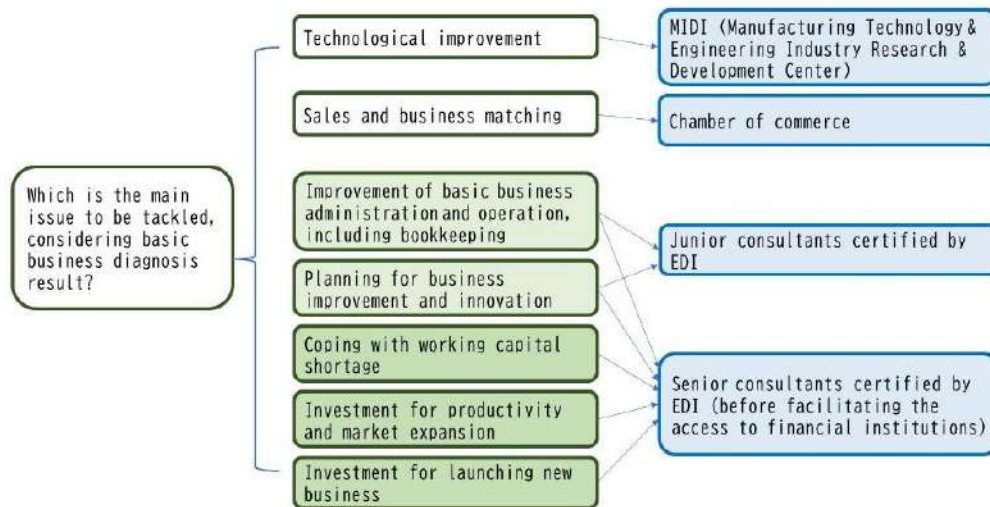 Which is the main
issue to be tackled,
considering basic
business diagnosis
result?
Technological improvement
Sales and business matching
Improvement of basic business
administration and operation,
including bookkeeping
Planning for business
improvement and innovation
Coping with working capital
shortage
Investment for productivity
and market expansion
Investment for launching new
business
MIDI (Manufacturing Technology &
Engineering Industry Research &
Development Center)
Chamber of commerce
Junior consultants certified by
EDI
Senior consultants certified by
EDI (before facilitating the
access to financial institutions)